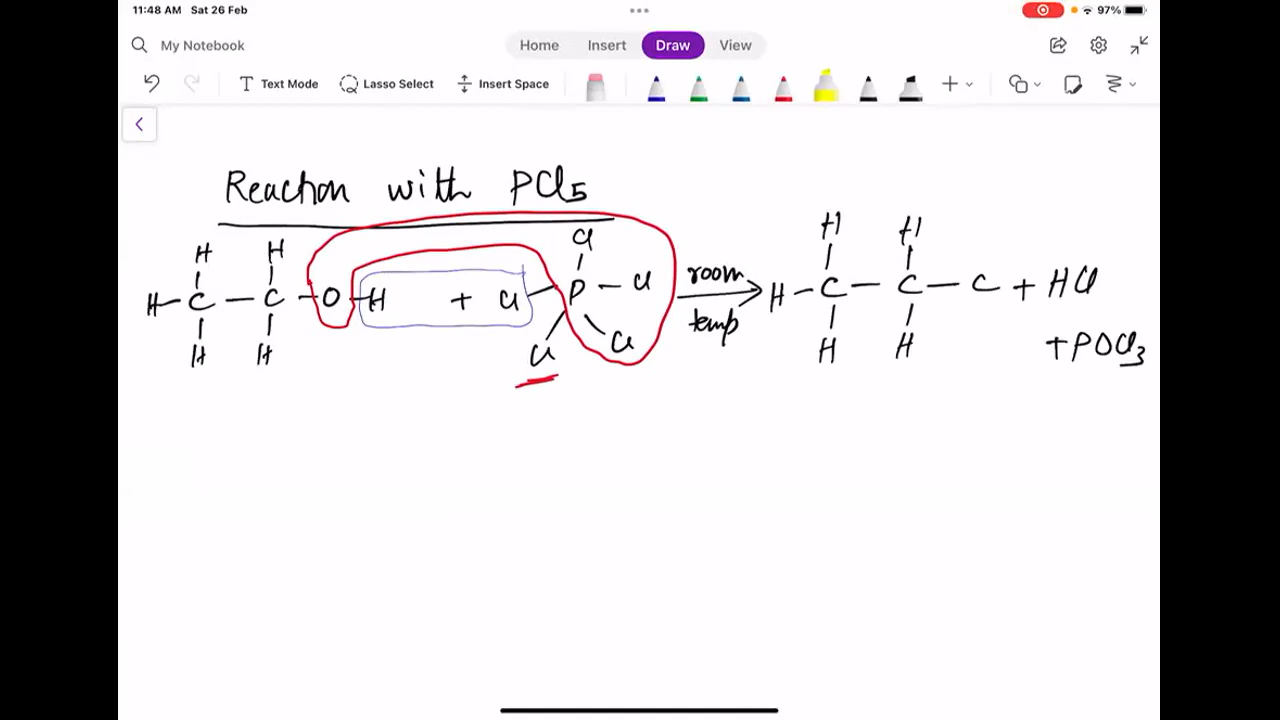 11:48 AM Sat 26 Feb
97%
My Notebook
Home Insert Draw View
Text Mode Lasso Select Insert Space
Reaction with PCl5
H H Cl H H
H-C-C-O-H + Cl-P-Cl room temp H-C-C-C + HCl
H H Cl Cl H H + POCl3